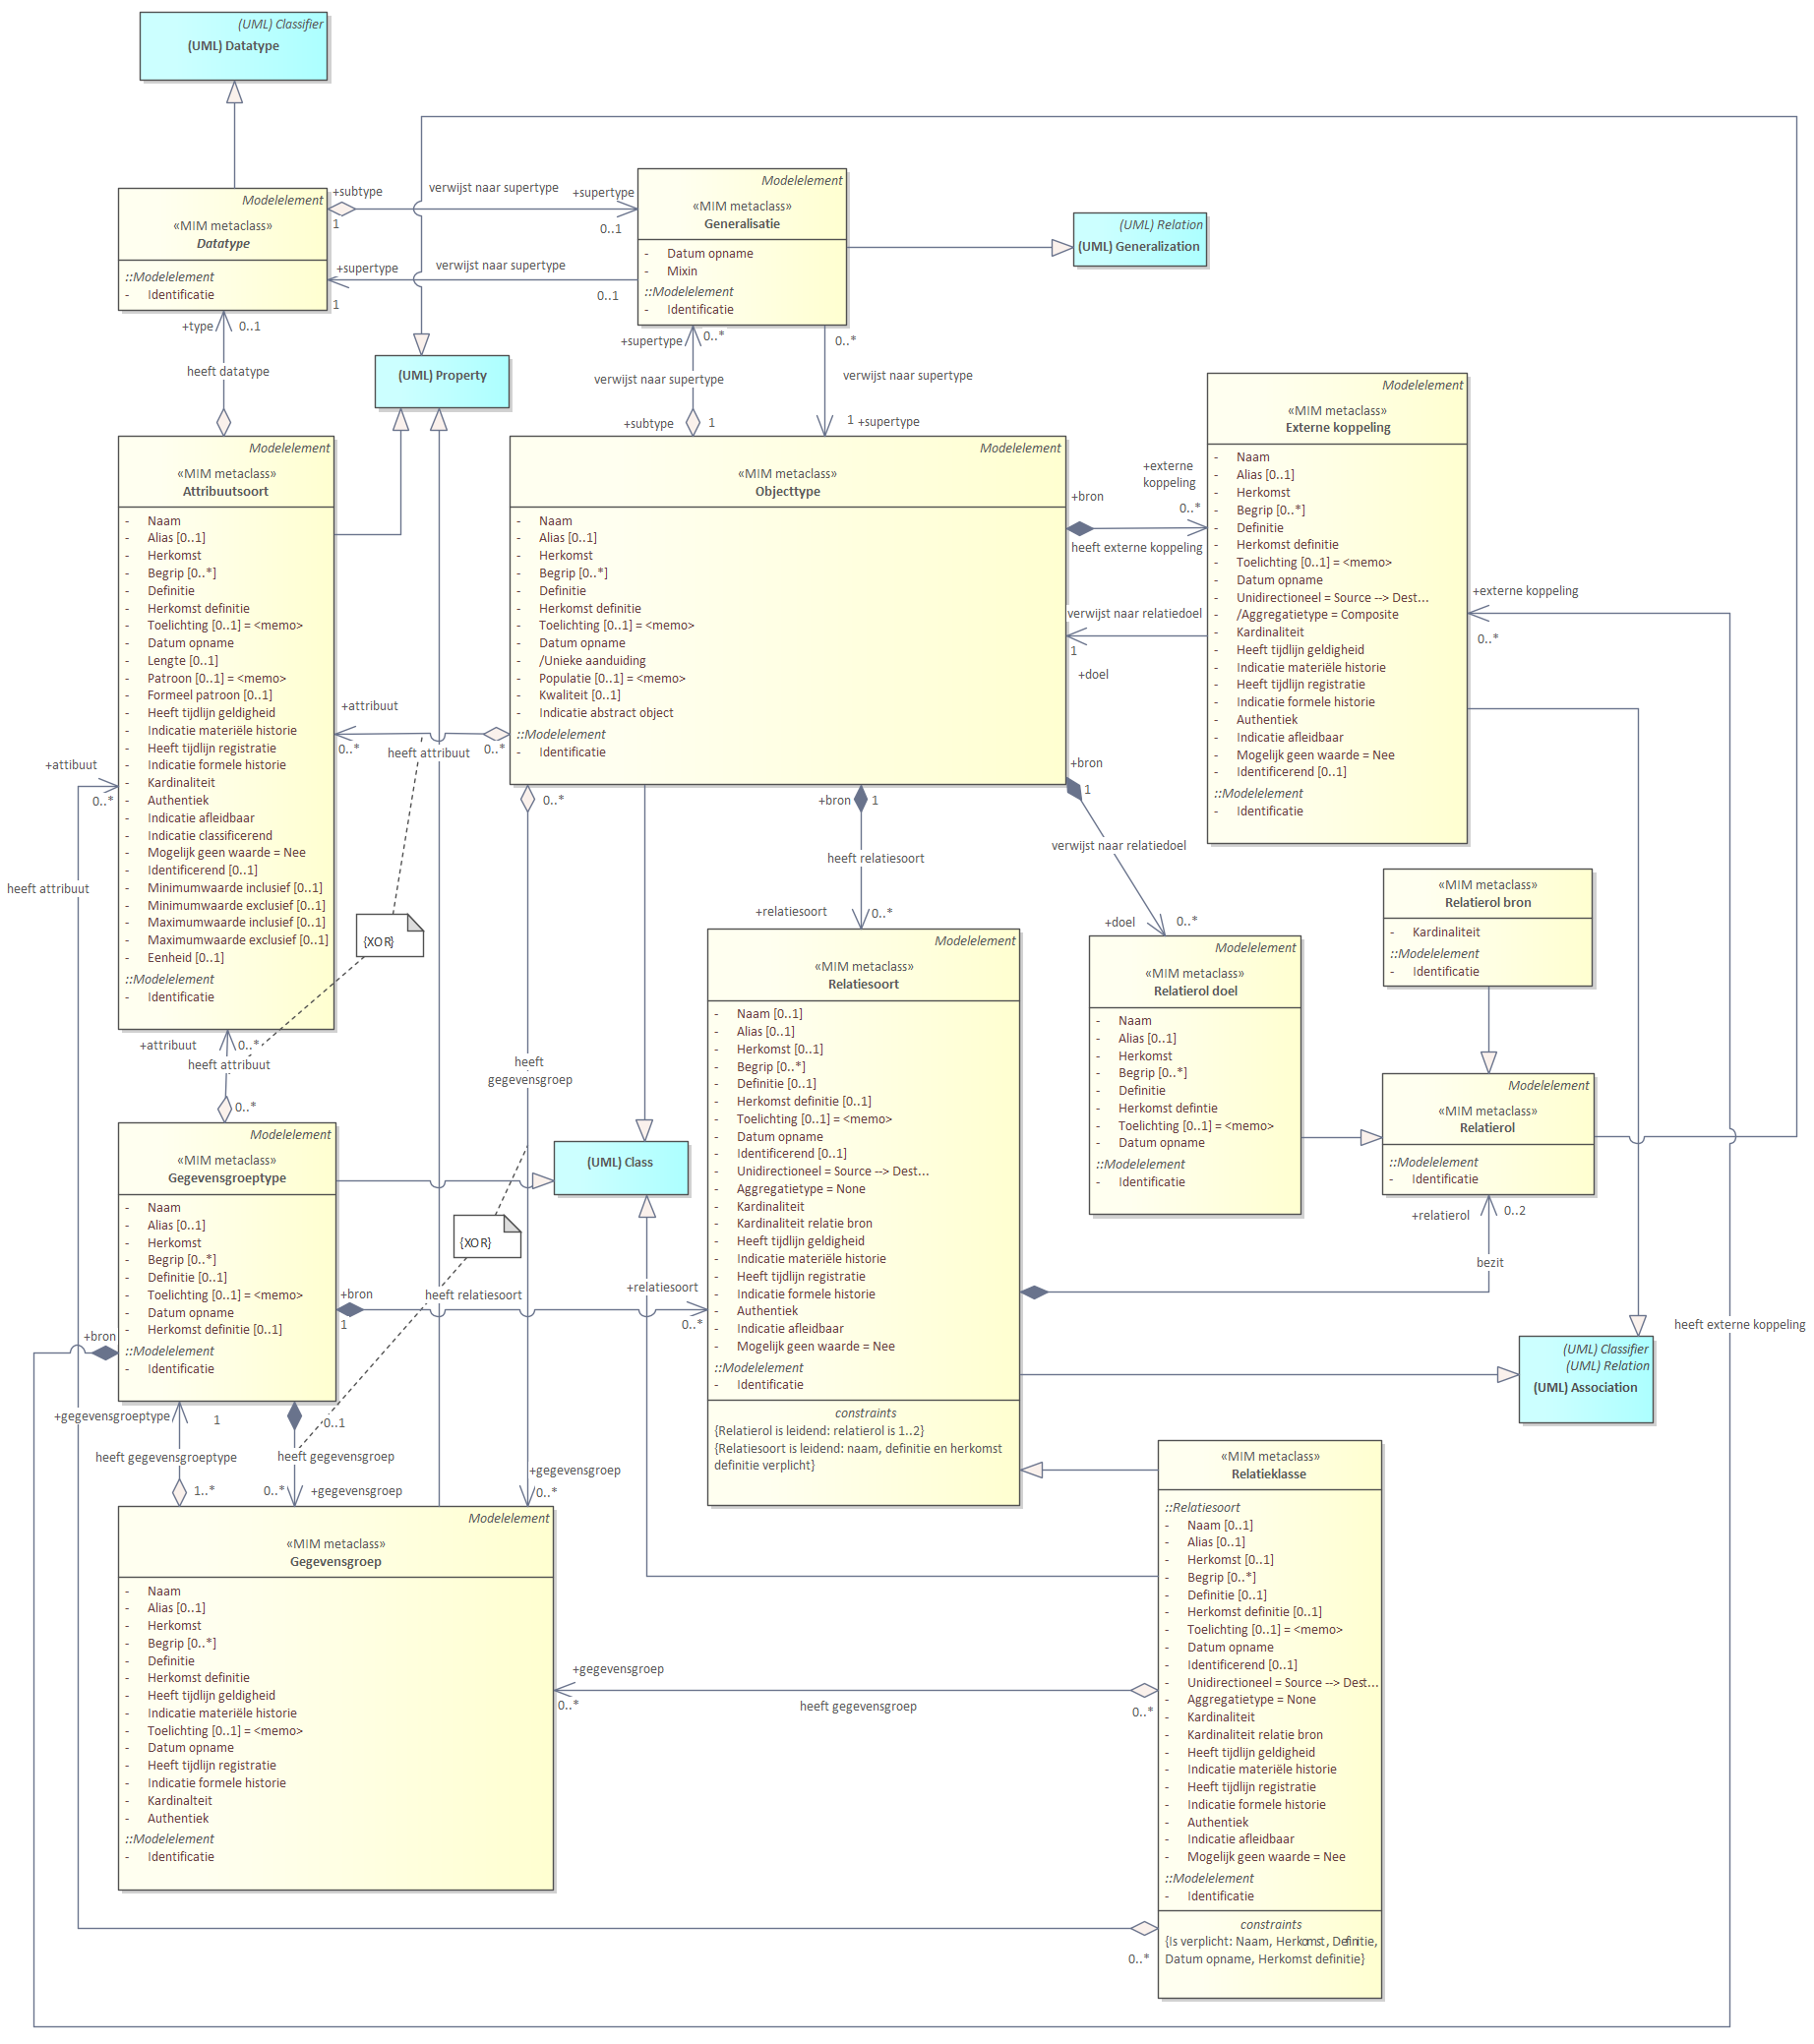 (UML) Classifier
(UML) Datatype
Modelelement
«MIM metaclass»
Datatype
::Modelelement
- Identificatie
+subtype
1
verwijst naar supertype
+supertype
0..1
+supertype
1
verwijst naar supertype
0..1
Modelelement
«MIM metaclass»
Generalisatie
- Datum opname
- Mixin
::Modelelement
- Identificatie
(UML) Relation
(UML) Generalization
+type
0..1
heeft datatype
(UML) Property
+supertype
0..*
verwijst naar supertype
+subtype
1
0..*
verwijst naar supertype
1
+supertype
Modelelement
«MIM metaclass»
Attribuutsoort
- Naam
- Alias [0..1]
- Herkomst
- Begrip [0..*]
- Definitie
- Herkomst definitie
- Toelichting [0..1] = <memo>
- Datum opname
- Lengte [0..1]
- Patroon [0..1] = <memo>
- Formeel patroon [0..1]
- Heeft tijdlijn geldigheid
- Indicatie materiële historie
- Heeft tijdlijn registratie
- Indicatie formele historie
- Kardinaliteit
- Authentiek
- Indicatie afleidbaar
- Indicatie classificerend
- Mogelijk geen waarde = Nee
- Identificerend [0..1]
- Minimumwaarde inclusief [0..1]
- Minimumwaarde exclusief [0..1]
- Maximumwaarde inclusief [0..1]
- Maximumwaarde exclusief [0..1]
- Eenheid [0..1]
::Modelelement
- Identificatie
Modelelement
«MIM metaclass»
Objecttype
- Naam
- Alias [0..1]
- Herkomst
- Begrip [0..*]
- Definitie
- Herkomst definitie
- Toelichting [0..1] = <memo>
- Datum opname
- /Unieke aanduiding
- Populatie [0..1] = <memo>
- Kwaliteit [0..1]
- Indicatie abstract object
::Modelelement
- Identificatie
Modelelement
«MIM metaclass»
Externe koppeling
- Naam
- Alias [0..1]
- Herkomst
- Begrip [0..*]
- Definitie
- Herkomst definitie
- Toelichting [0..1] = <memo>
- Datum opname
- Unidirectioneel = Source --> Dest...
- /Aggregatietype = Composite
- Kardinaliteit
- Heeft tijdlijn geldigheid
- Indicatie materiële historie
- Heeft tijdlijn registratie
- Indicatie formele historie
- Authentiek
- Indicatie afleidbaar
- Mogelijk geen waarde = Nee
- Identificerend [0..1]
::Modelelement
- Identificatie
+bron
+externe
koppeling
0..*
heeft externe koppeling
verwijst naar relatiedoel
1
+doel
+externe koppeling
0..*
+attribuut
0..*
heeft attribuut
0..*
+attibuut
0..*
heeft attribuut
0..*
+bron
1
heeft relatiesoort
+relatiesoort
0..*
+bron
1
verwijst naar relatiedoel
+doel
0..*
{XOR}
«MIM metaclass»
Relatierol bron
- Kardinaliteit
::Modelelement
- Identificatie
Modelelement
«MIM metaclass»
Relatiesoort
- Naam [0..1]
- Alias [0..1]
- Herkomst [0..1]
- Begrip [0..*]
- Definitie [0..1]
- Herkomst definitie [0..1]
- Toelichting [0..1] = <memo>
- Datum opname
- Identificerend [0..1]
- Unidirectioneel = Source --> Dest...
- Aggregatietype = None
- Kardinaliteit
- Kardinaliteit relatie bron
- Heeft tijdlijn geldigheid
- Indicatie materiële historie
- Heeft tijdlijn registratie
- Indicatie formele historie
- Authentiek
- Indicatie afleidbaar
- Mogelijk geen waarde = Nee
::Modelelement
- Identificatie
constraints
{Relatierol is leidend: relatierol is 1..2}
{Relatiesoort is leidend: naam, definitie en herkomst
definitie verplicht}
Modelelement
«MIM metaclass»
Relatierol doel
- Naam
- Alias [0..1]
- Herkomst
- Begrip [0..*]
- Definitie
- Herkomst defintie
- Toelichting [0..1] = <memo>
- Datum opname
::Modelelement
- Identificatie
Modelelement
«MIM metaclass»
Relatierol
::Modelelement
- Identificatie
+relatierol
0..2
bezit
+attribuut
0..*
heeft attribuut
0..*
heeft
gegevensgroep
Modelelement
«MIM metaclass»
Gegevensgroeptype
- Naam
- Alias [0..1]
- Herkomst
- Begrip [0..*]
- Definitie [0..1]
- Toelichting [0..1] = <memo>
- Datum opname
- Herkomst definitie [0..1]
::Modelelement
- Identificatie
(UML) Class
{XOR}
+bron
1
heeft relatiesoort
+relatiesoort
0..*
+bron
heeft externe koppeling
(UML) Classifier
(UML) Relation
(UML) Association
+gegevensgroeptype
1
heeft gegevensgroeptype
1..*
0..1
heeft gegevensgroep
0..*
+gegevensgroep
+gegevensgroep
0..*
Modelelement
«MIM metaclass»
Gegevensgroep
- Naam
- Alias [0..1]
- Herkomst
- Begrip [0..*]
- Definitie
- Herkomst definitie
- Heeft tijdlijn geldigheid
- Indicatie materiële historie
- Toelichting [0..1] = <memo>
- Datum opname
- Heeft tijdlijn registratie
- Indicatie formele historie
- Kardinalteit
- Authentiek
::Modelelement
- Identificatie
+gegevensgroep
0..*
heeft gegevensgroep
0..*
«MIM metaclass»
Relatieklasse
::Relatiesoort
- Naam [0..1]
- Alias [0..1]
- Herkomst [0..1]
- Begrip [0..*]
- Definitie [0..1]
- Herkomst definitie [0..1]
- Toelichting [0..1] = <memo>
- Datum opname
- Identificerend [0..1]
- Unidirectioneel = Source --> Dest...
- Aggregatietype = None
- Kardinaliteit
- Kardinaliteit relatie bron
- Heeft tijdlijn geldigheid
- Indicatie materiële historie
- Heeft tijdlijn registratie
- Indicatie formele historie
- Authentiek
- Indicatie afleidbaar
- Mogelijk geen waarde = Nee
::Modelelement
- Identificatie
constraints
{Is verplicht: Naam, Herkomst, Definitie,
Datum opname, Herkomst definitie}
0..*